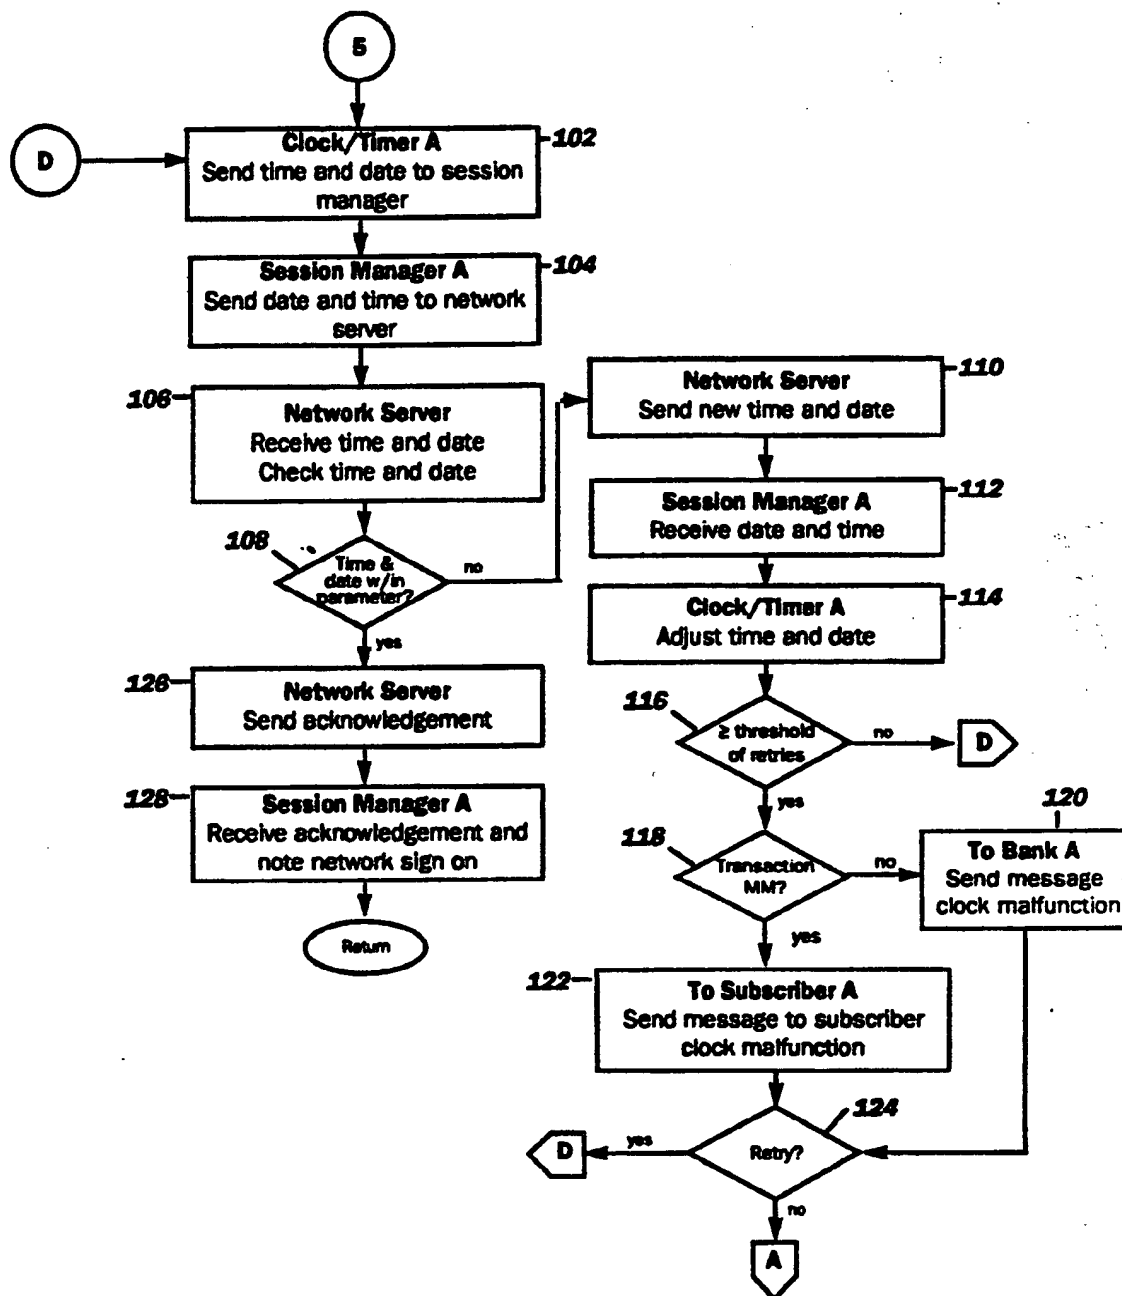 5
D
Clock/Timer A
Send time and date to session
manager
102
Session Manager A
Send date and time to network
server
104
106
Network Server
Receive time and date
Check time and date
108
Time &
date w/in
parameter?
no
yes
126
Network Server
Send acknowledgement
128
Session Manager A
Receive acknowledgement and
note network sign on
Return
Network Server
Send new time and date
110
Session Manager A
Receive date and time
112
Clock/Timer A
Adjust time and date
114
116
≥ threshold
of retries
no
D
yes
118
Transaction
MM?
no
120
To Bank A
Send message
clock malfunction
yes
122
To Subscriber A
Send message to subscriber
clock malfunction
124
Retry?
yes
D
no
A